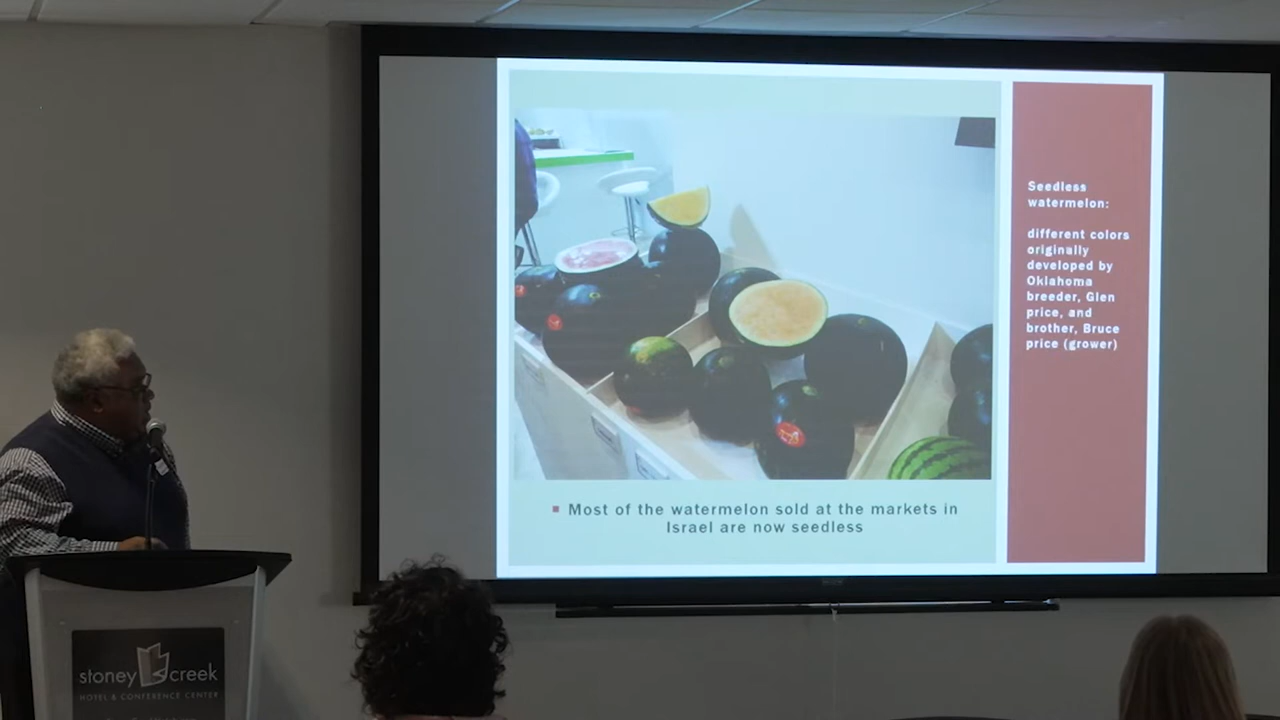 Seedless
watermelon:
different colors
originally
developed by
Oklahoma
breeder, Glen
price, and
brother, Bruce
price (grower)
Most of the watermelon sold at the markets in
Israel are now seedless
stoney creek
HOTEL & CONFERENCE CENTER